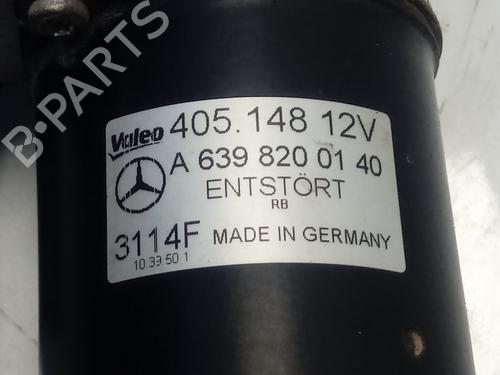 Valeo 405.148 12V
A 639 820 01 40
ENTSTÖRT
RB
3114F MADE IN GERMANY
10 39 50 1
B-PARTS